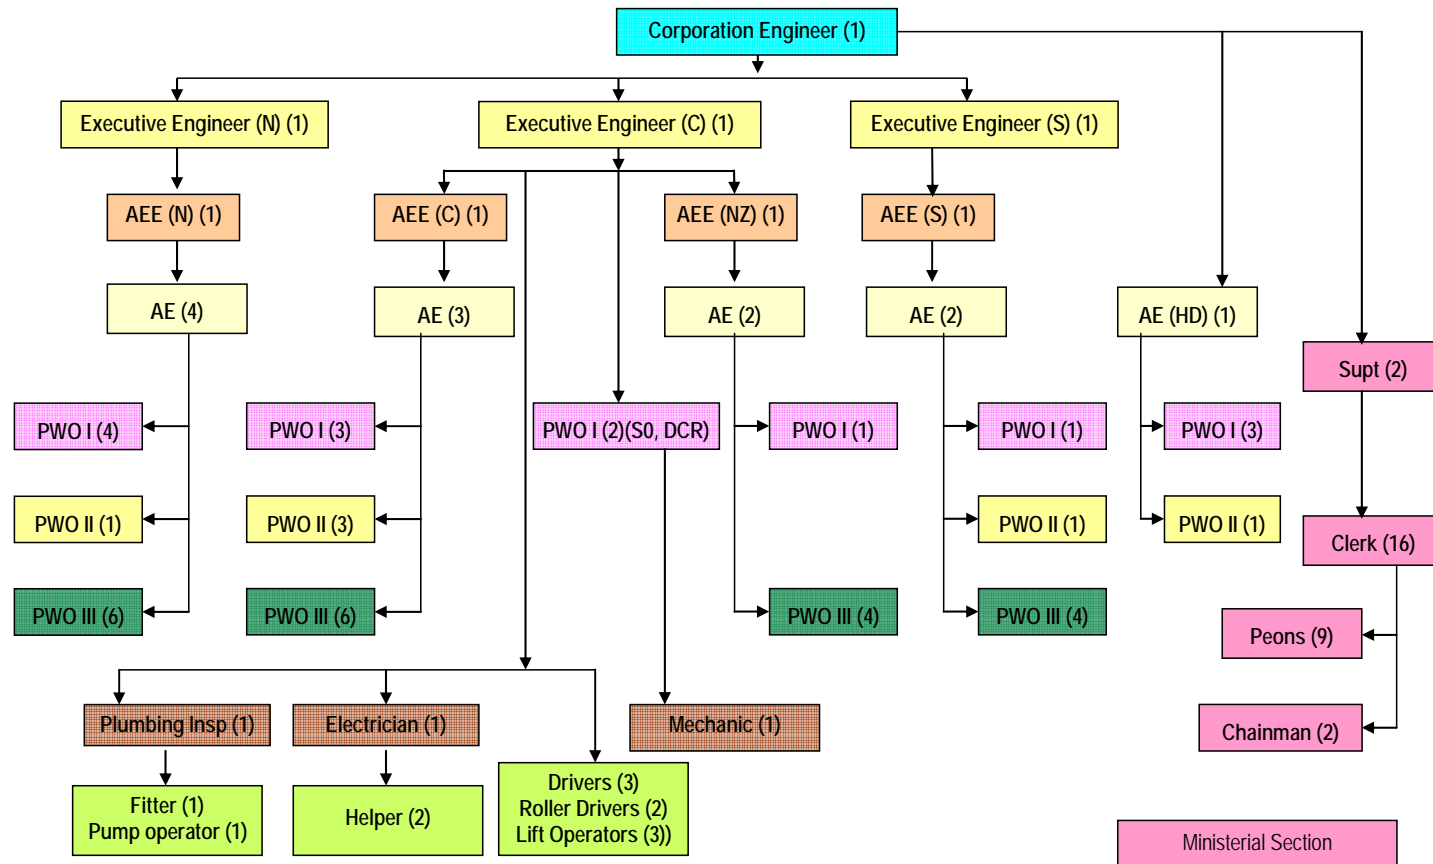 Corporation Engineer (1)
Executive Engineer (N) (1)
Executive Engineer (C) (1)
Executive Engineer (S) (1)
AEE (N) (1)
AEE (C) (1)
AEE (NZ) (1)
AEE (S) (1)
AE (4)
AE (3)
AE (2)
AE (2)
AE (HD) (1)
Supt (2)
PWO I (4)
PWO I (3)
PWO I (2)(S0, DCR)
PWO I (1)
PWO I (1)
PWO I (3)
PWO II (1)
PWO II (3)
PWO II (1)
PWO II (1)
Clerk (16)
PWO III (6)
PWO III (6)
PWO III (4)
PWO III (4)
Peons (9)
Plumbing Insp (1)
Electrician (1)
Mechanic (1)
Chainman (2)
Fitter (1)
Pump operator (1)
Helper (2)
Drivers (3)
Roller Drivers (2)
Lift Operators (3))
Ministerial Section